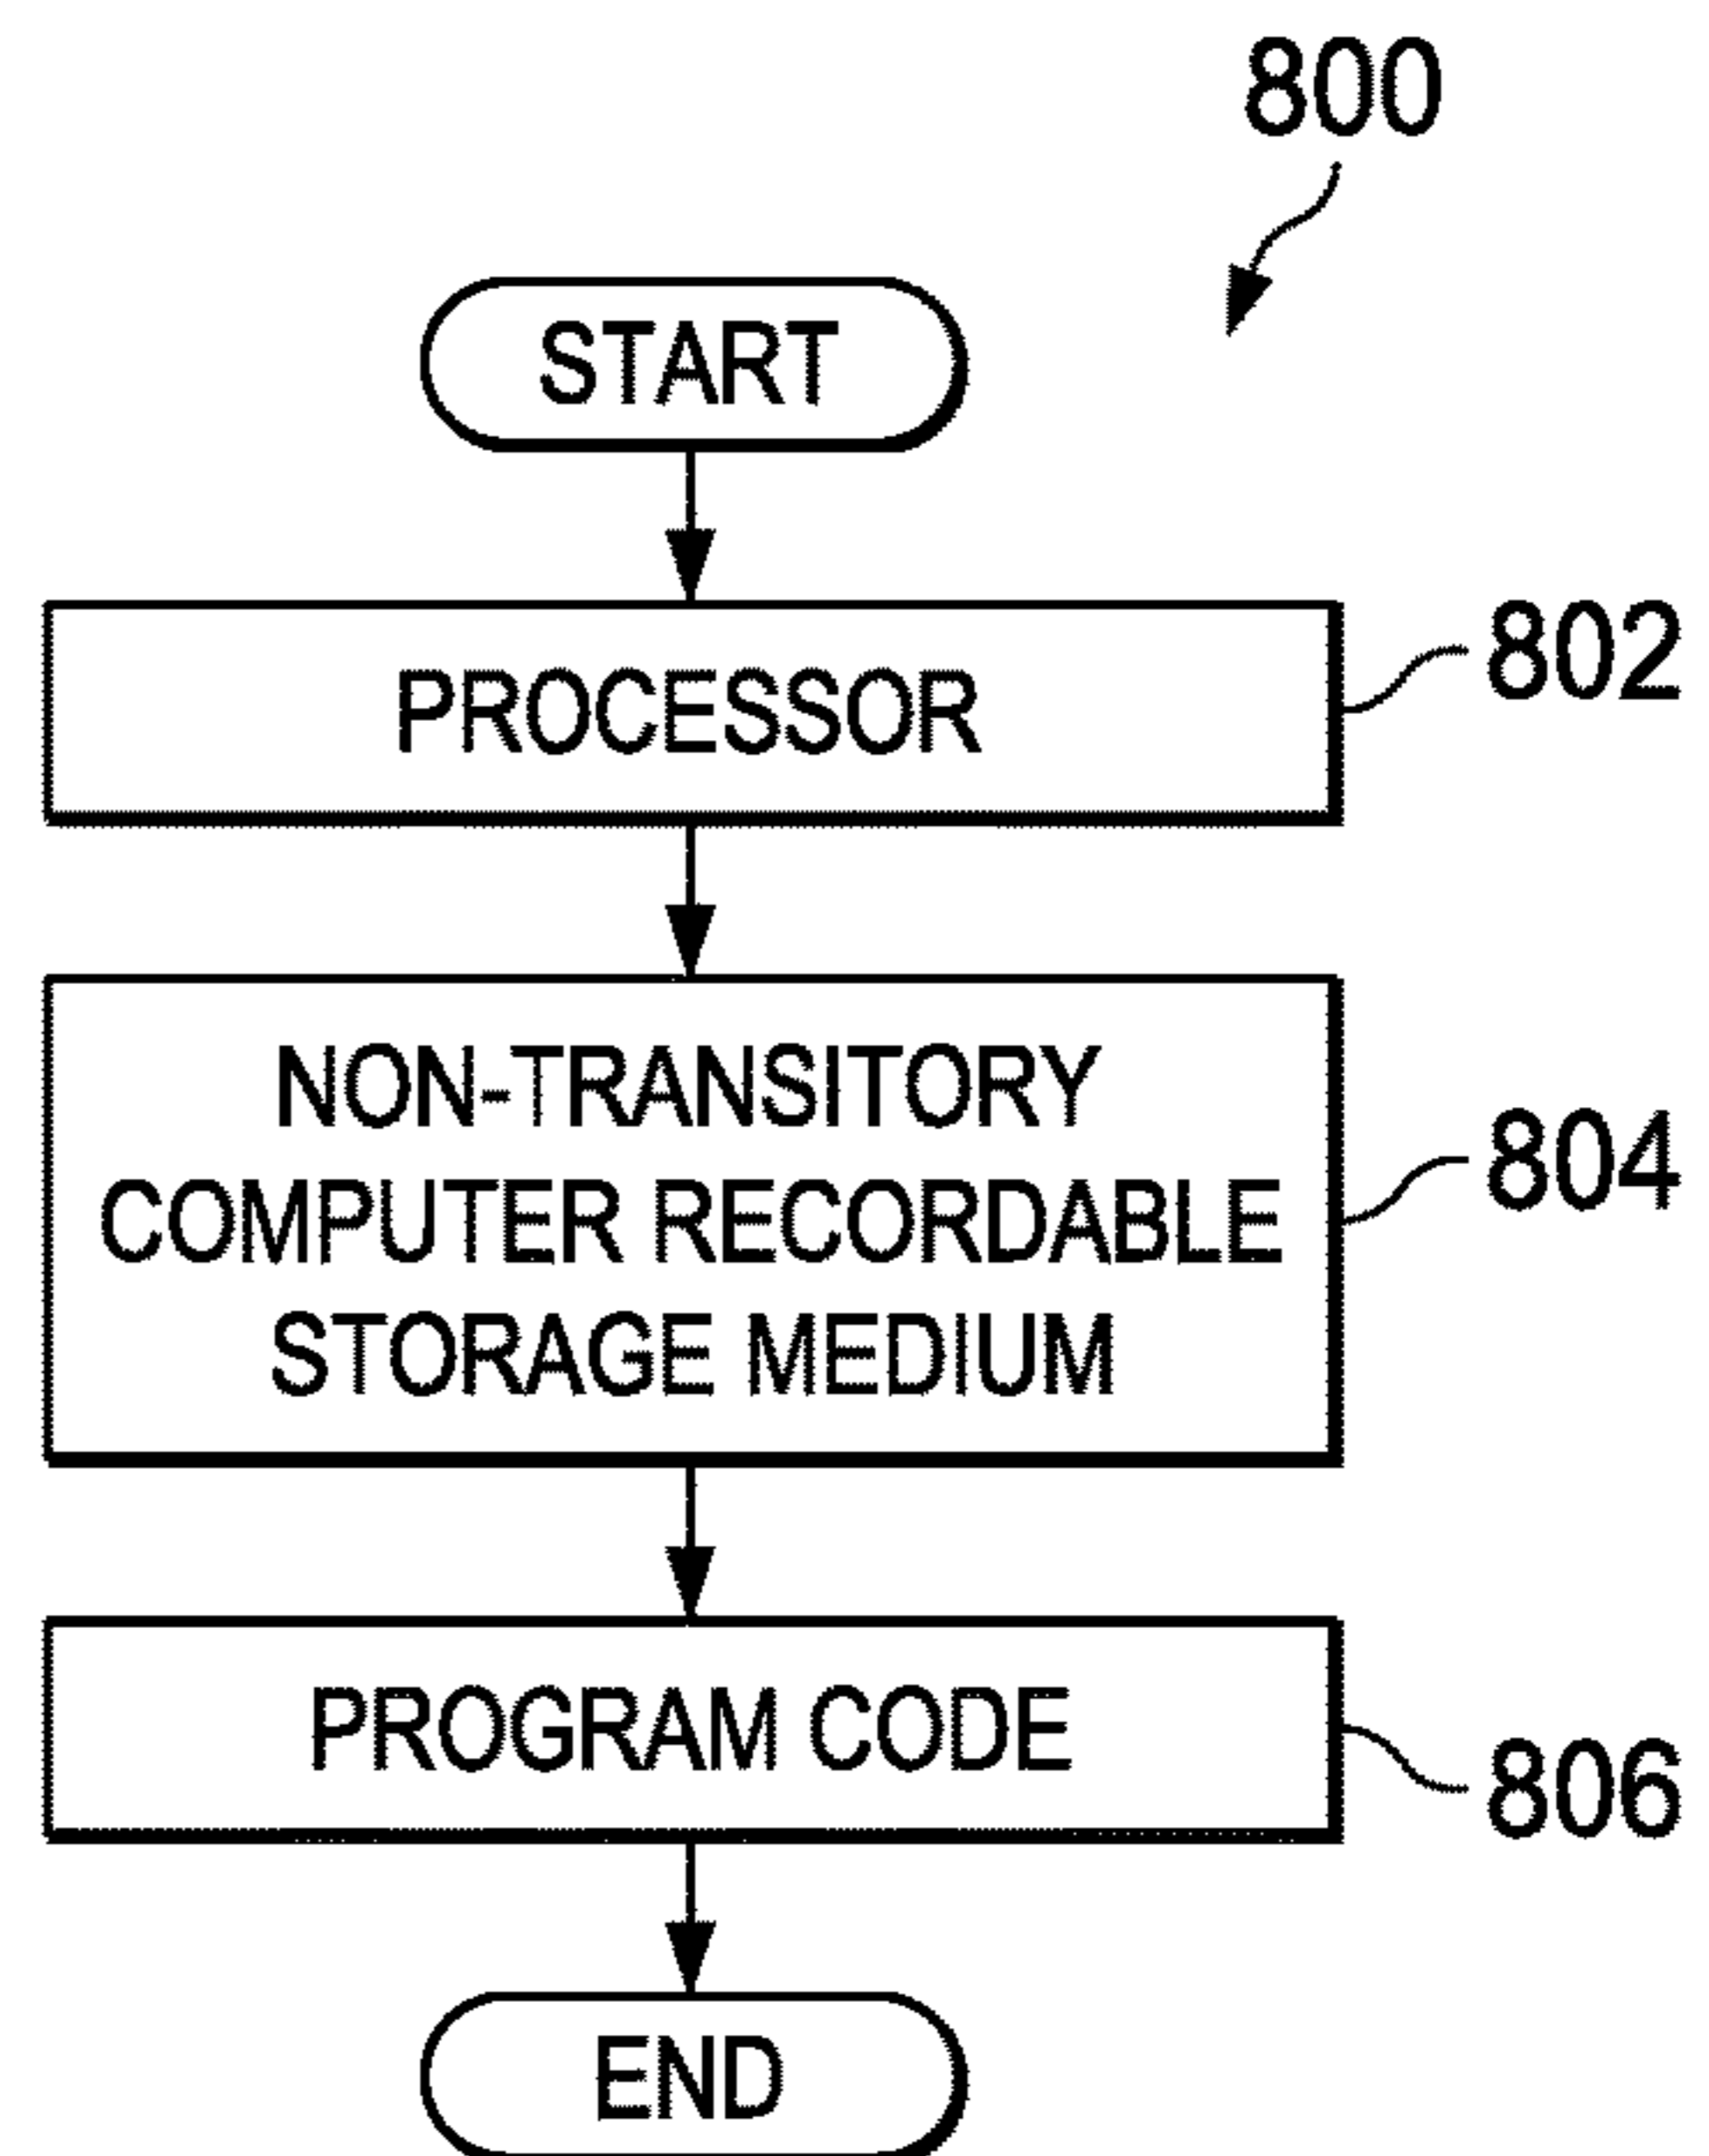 800
START
PROCESSOR
802
NON-TRANSITORY
COMPUTER RECORDABLE
STORAGE MEDIUM
804
PROGRAM CODE
806
END